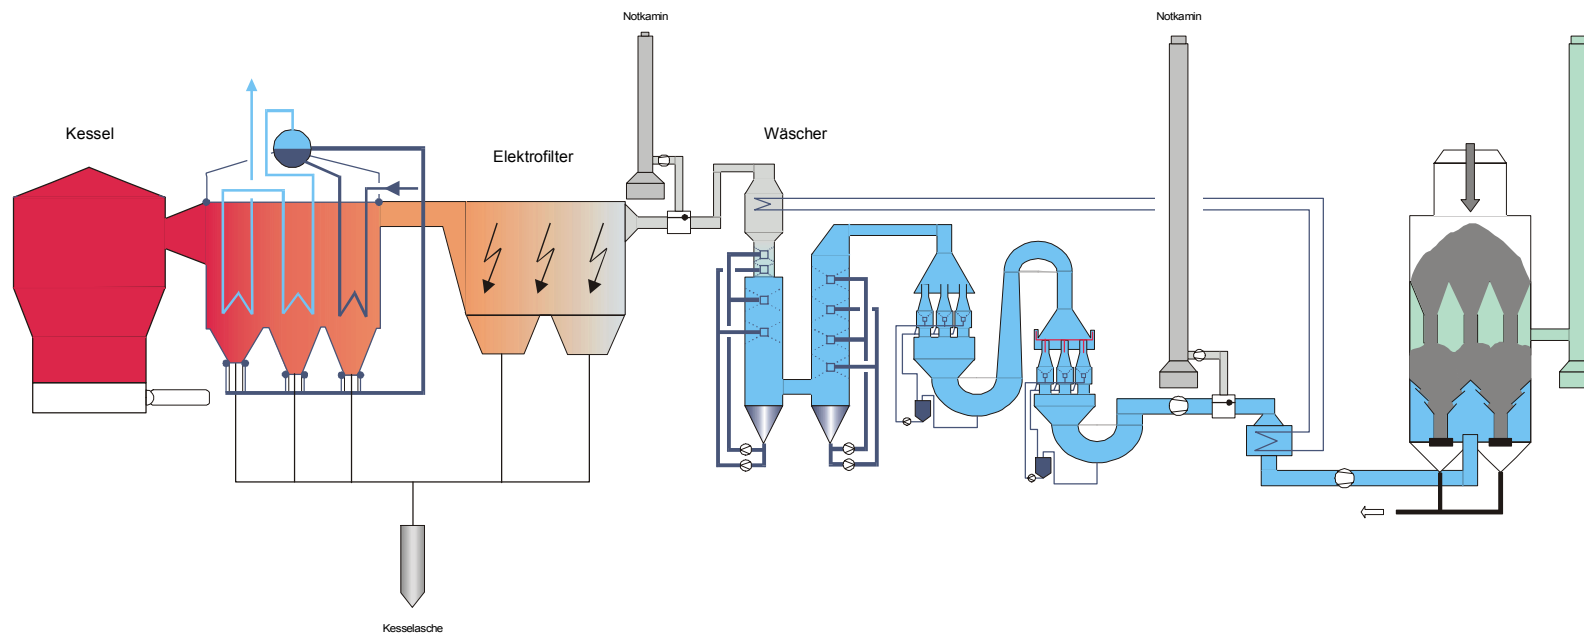 Notkamin
Notkamin
Kessel
Wäscher
Elektrofilter
Kesselasche